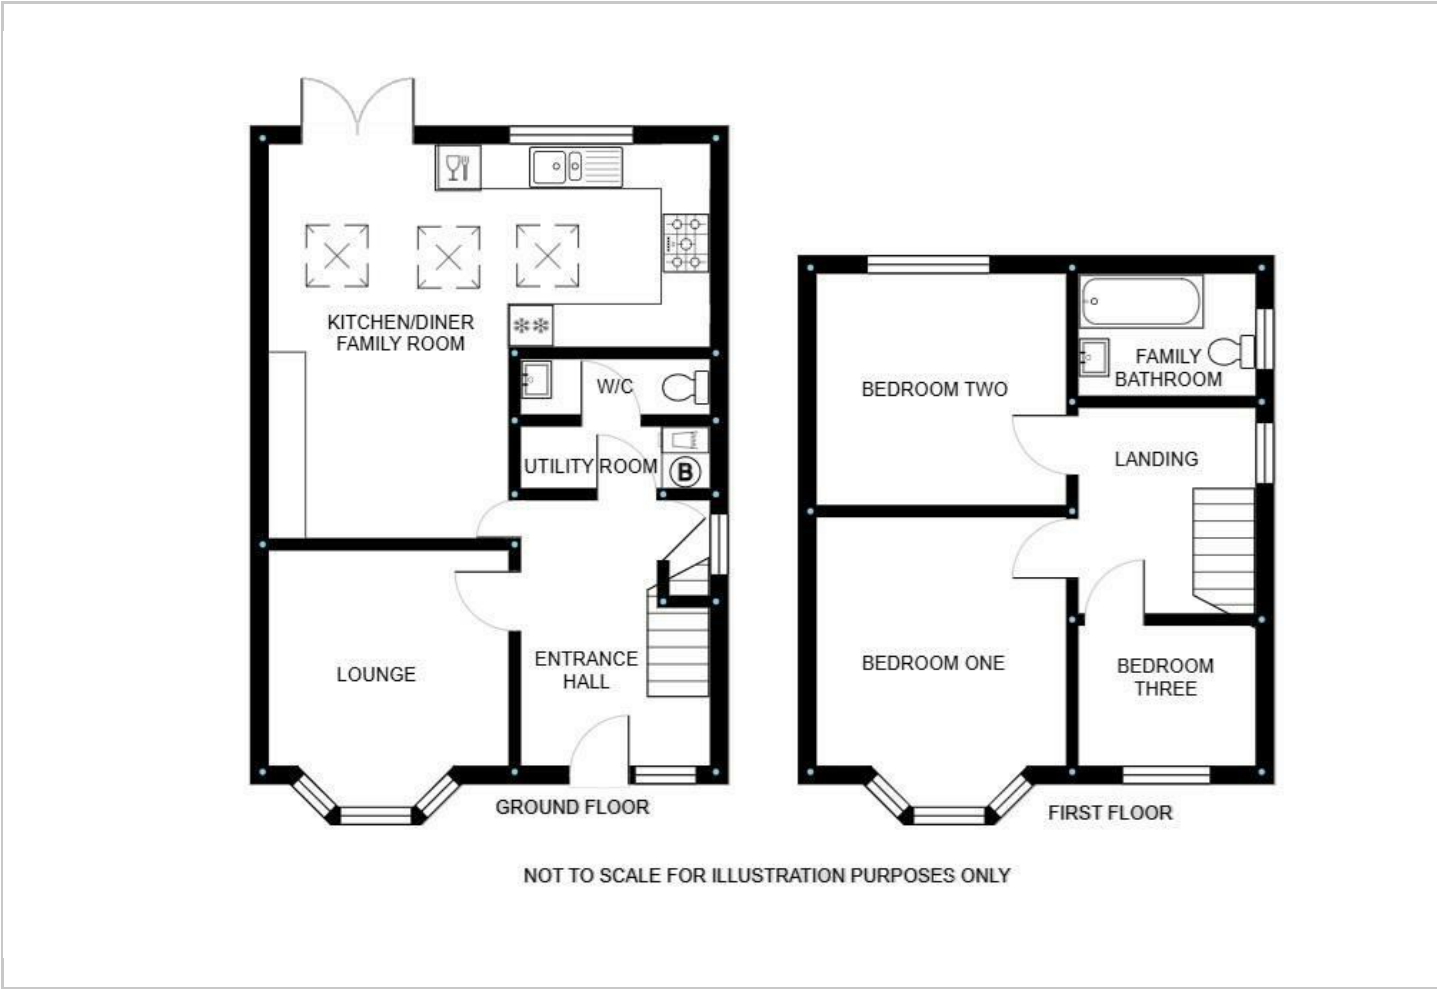 KITCHEN/DINER
FAMILY ROOM
W/C
UTILITY ROOM
B
LOUNGE
ENTRANCE
HALL
GROUND FLOOR
BEDROOM TWO
FAMILY
BATHROOM
LANDING
BEDROOM ONE
BEDROOM
THREE
FIRST FLOOR
NOT TO SCALE FOR ILLUSTRATION PURPOSES ONLY